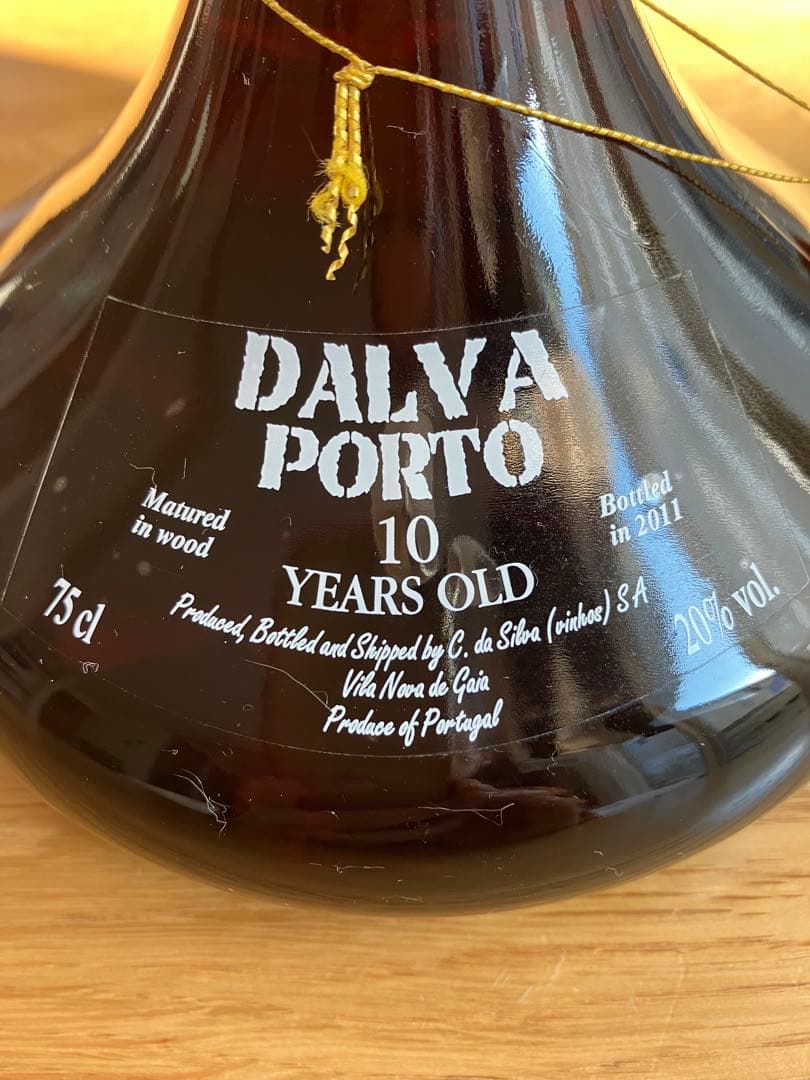 DALVA
PORTO
Matured
in wood
10
YEARS OLD
Bottled
in 2011
75 cl
20% vol.
Produced, Bottled and Shipped by C. da Silva (vinhos) S A
Vila Nova de Gaia
Produce of Portugal